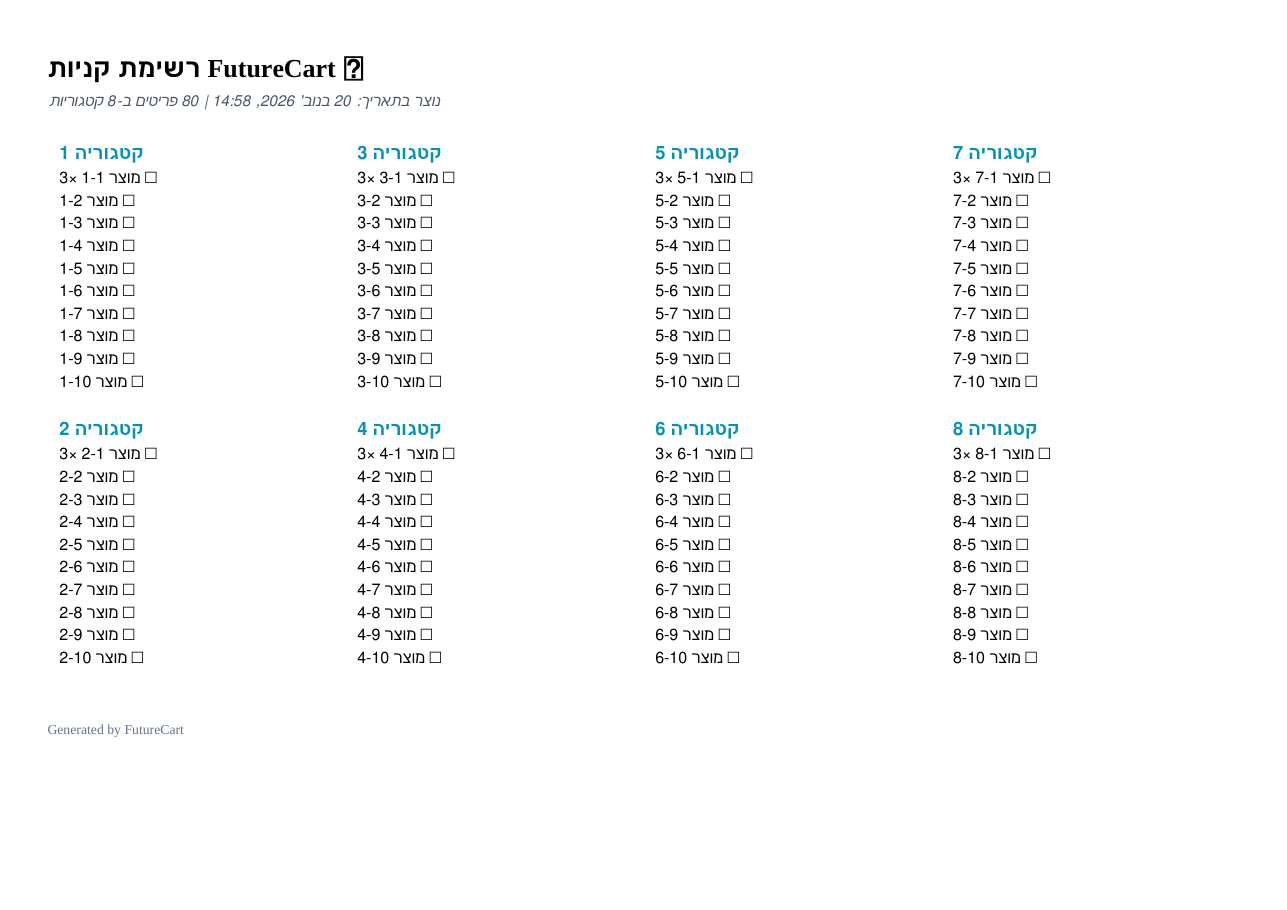 FutureCart רשימת קניות
נוצר בתאריך: 20 בנוב' 2026, 14:58 | 80 פריטים ב-8 קטגוריות
קטגוריה 1
☐ מוצר 1-1 ×3
☐ מוצר 1-2
☐ מוצר 1-3
☐ מוצר 1-4
☐ מוצר 1-5
☐ מוצר 1-6
☐ מוצר 1-7
☐ מוצר 1-8
☐ מוצר 1-9
☐ מוצר 1-10
קטגוריה 2
☐ מוצר 2-1 ×3
☐ מוצר 2-2
☐ מוצר 2-3
☐ מוצר 2-4
☐ מוצר 2-5
☐ מוצר 2-6
☐ מוצר 2-7
☐ מוצר 2-8
☐ מוצר 2-9
☐ מוצר 2-10
קטגוריה 3
☐ מוצר 3-1 ×3
☐ מוצר 3-2
☐ מוצר 3-3
☐ מוצר 3-4
☐ מוצר 3-5
☐ מוצר 3-6
☐ מוצר 3-7
☐ מוצר 3-8
☐ מוצר 3-9
☐ מוצר 3-10
קטגוריה 4
☐ מוצר 4-1 ×3
☐ מוצר 4-2
☐ מוצר 4-3
☐ מוצר 4-4
☐ מוצר 4-5
☐ מוצר 4-6
☐ מוצר 4-7
☐ מוצר 4-8
☐ מוצר 4-9
☐ מוצר 4-10
קטגוריה 5
☐ מוצר 5-1 ×3
☐ מוצר 5-2
☐ מוצר 5-3
☐ מוצר 5-4
☐ מוצר 5-5
☐ מוצר 5-6
☐ מוצר 5-7
☐ מוצר 5-8
☐ מוצר 5-9
☐ מוצר 5-10
קטגוריה 6
☐ מוצר 6-1 ×3
☐ מוצר 6-2
☐ מוצר 6-3
☐ מוצר 6-4
☐ מוצר 6-5
☐ מוצר 6-6
☐ מוצר 6-7
☐ מוצר 6-8
☐ מוצר 6-9
☐ מוצר 6-10
קטגוריה 7
☐ מוצר 7-1 ×3
☐ מוצר 7-2
☐ מוצר 7-3
☐ מוצר 7-4
☐ מוצר 7-5
☐ מוצר 7-6
☐ מוצר 7-7
☐ מוצר 7-8
☐ מוצר 7-9
☐ מוצר 7-10
קטגוריה 8
☐ מוצר 8-1 ×3
☐ מוצר 8-2
☐ מוצר 8-3
☐ מוצר 8-4
☐ מוצר 8-5
☐ מוצר 8-6
☐ מוצר 8-7
☐ מוצר 8-8
☐ מוצר 8-9
☐ מוצר 8-10
Generated by FutureCart